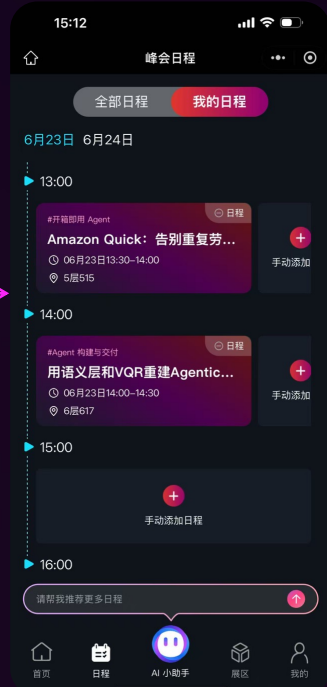 15:12
峰会日程
全部日程
我的日程
6月23日 6月24日
13:00
#开箱即用 Agent
日程
Amazon Quick：告别重复劳...
06月23日13:30–14:00
5层515
手动添加
14:00
#Agent 构建与交付
日程
用语义层和VQR重建Agentic...
06月23日14:00–14:30
6层617
手动添加
15:00
手动添加日程
16:00
请帮我推荐更多日程
首页
日程
AI 小助手
展区
我的